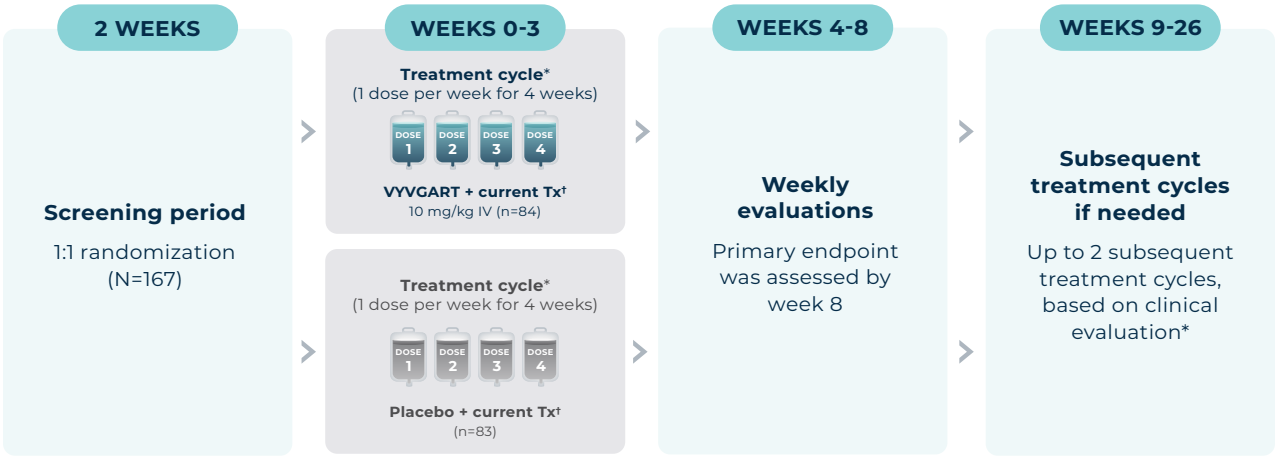 2 WEEKS
Screening period
1:1 randomization
(N=167)
WEEKS 0-3
Treatment cycle*
(1 dose per week for 4 weeks)
DOSE 1 DOSE 2 DOSE 3 DOSE 4
VYVGART + current Tx†
10 mg/kg IV (n=84)
Treatment cycle*
(1 dose per week for 4 weeks)
DOSE 1 DOSE 2 DOSE 3 DOSE 4
Placebo + current Tx†
(n=83)
WEEKS 4-8
Weekly
evaluations
Primary endpoint
was assessed by
week 8
WEEKS 9-26
Subsequent
treatment cycles
if needed
Up to 2 subsequent
treatment cycles,
based on clinical
evaluation*